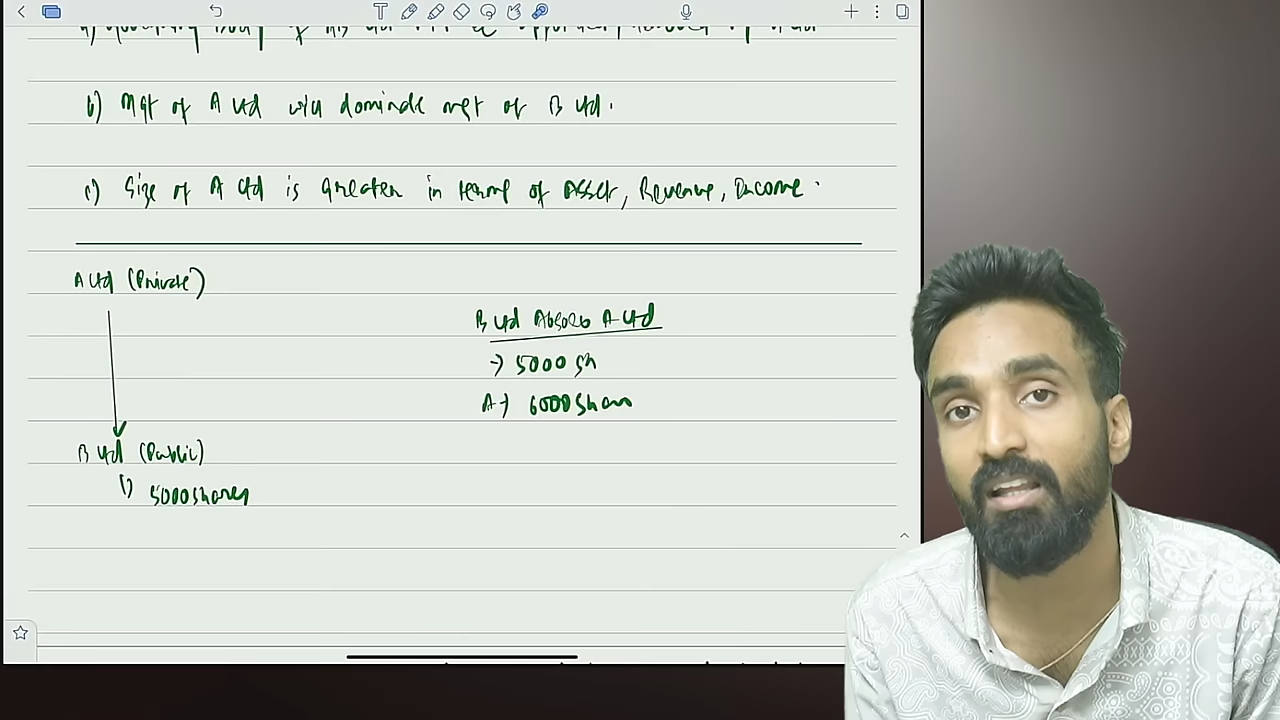 b) Mgt of A Ltd will dominate mgt of B Ltd.
c) Size of A Ltd is greater in terms of Asset, Revenue, Income.
A Ltd (Private)
B Ltd Absorb A Ltd
→ 5000 sh
A → 6000 Share
B Ltd (Public)
5000 shares